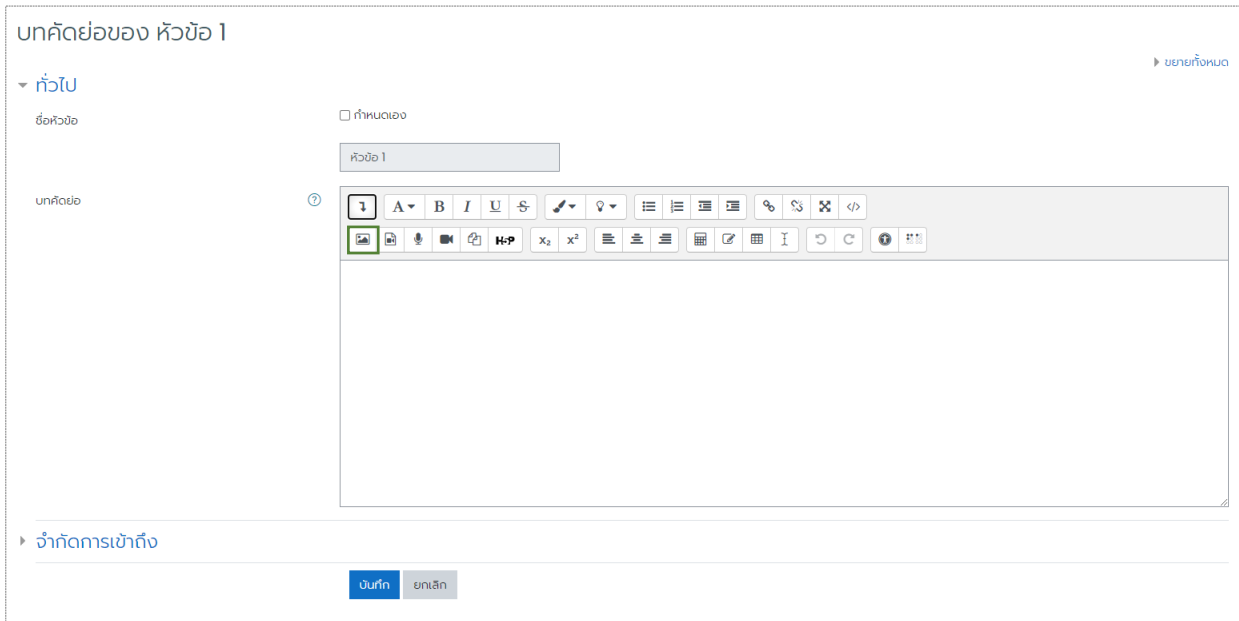 บทคัดย่อของ หัวข้อ 1
ขยายทั้งหมด
ทั่วไป
ชื่อหัวข้อ
กำหนดเอง
หัวข้อ 1
บทคัดย่อ
A B I U S
H-P X₂ X²
จำกัดการเข้าถึง
บันทึก ยกเลิก